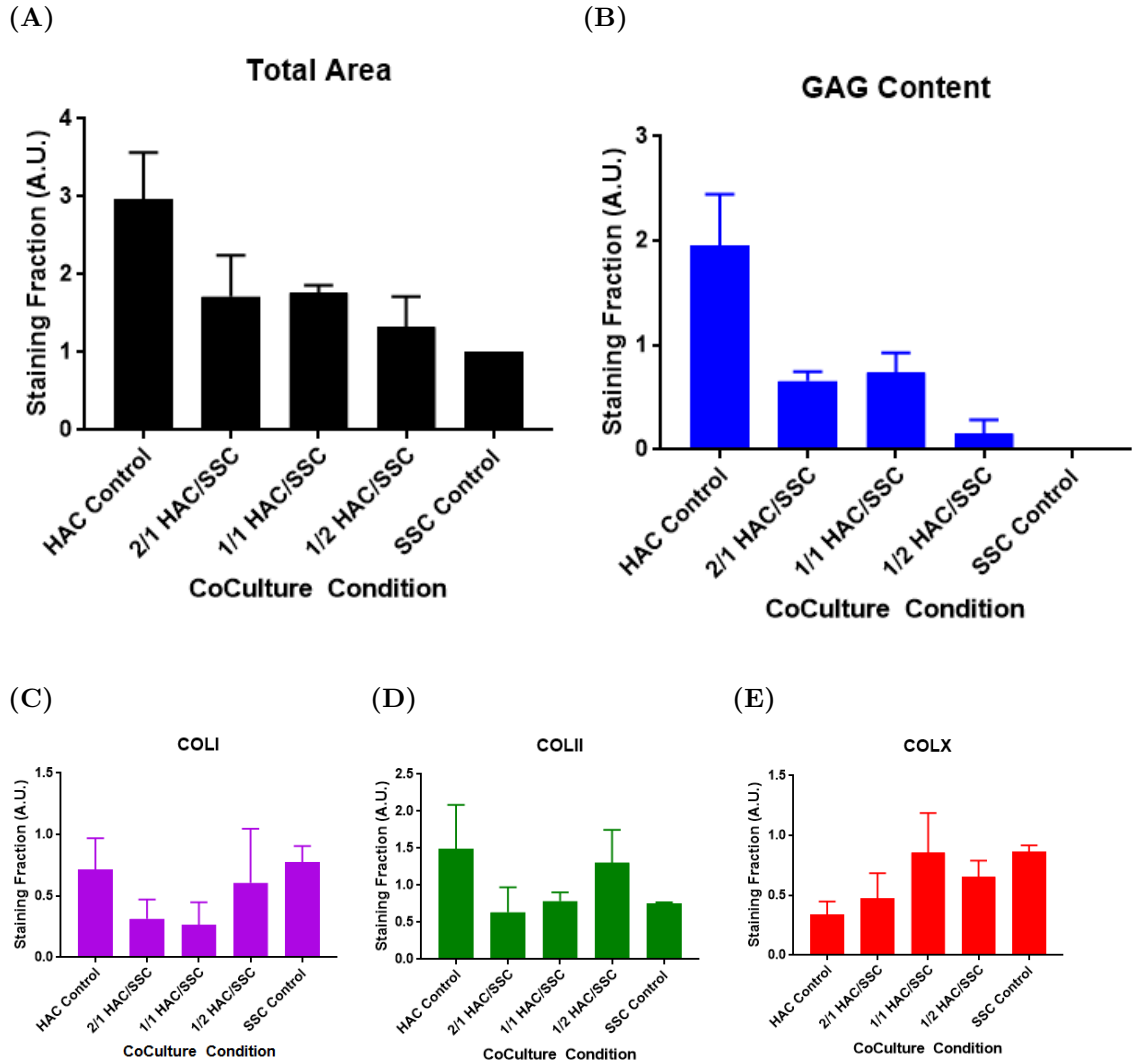 (A)
Total Area
Staining Fraction (A.U.)
4
3
2
1
0
HAC Control
2/1 HAC/SSC
1/1 HAC/SSC
1/2 HAC/SSC
SSC Control
CoCulture Condition
(B)
GAG Content
Staining Fraction (A.U.)
3
2
1
0
HAC Control
2/1 HAC/SSC
1/1 HAC/SSC
1/2 HAC/SSC
SSC Control
CoCulture Condition
(C)
COLI
Staining Fraction (A.U.)
1.5
1.0
0.5
0.0
HAC Control
2/1 HAC/SSC
1/1 HAC/SSC
1/2 HAC/SSC
SSC Control
CoCulture Condition
(D)
COLII
Staining Fraction (A.U.)
2.5
2.0
1.5
1.0
0.5
0.0
HAC Control
2/1 HAC/SSC
1/1 HAC/SSC
1/2 HAC/SSC
SSC Control
CoCulture Condition
(E)
COLX
Staining Fraction (A.U.)
1.5
1.0
0.5
0.0
HAC Control
2/1 HAC/SSC
1/1 HAC/SSC
1/2 HAC/SSC
SSC Control
CoCulture Condition